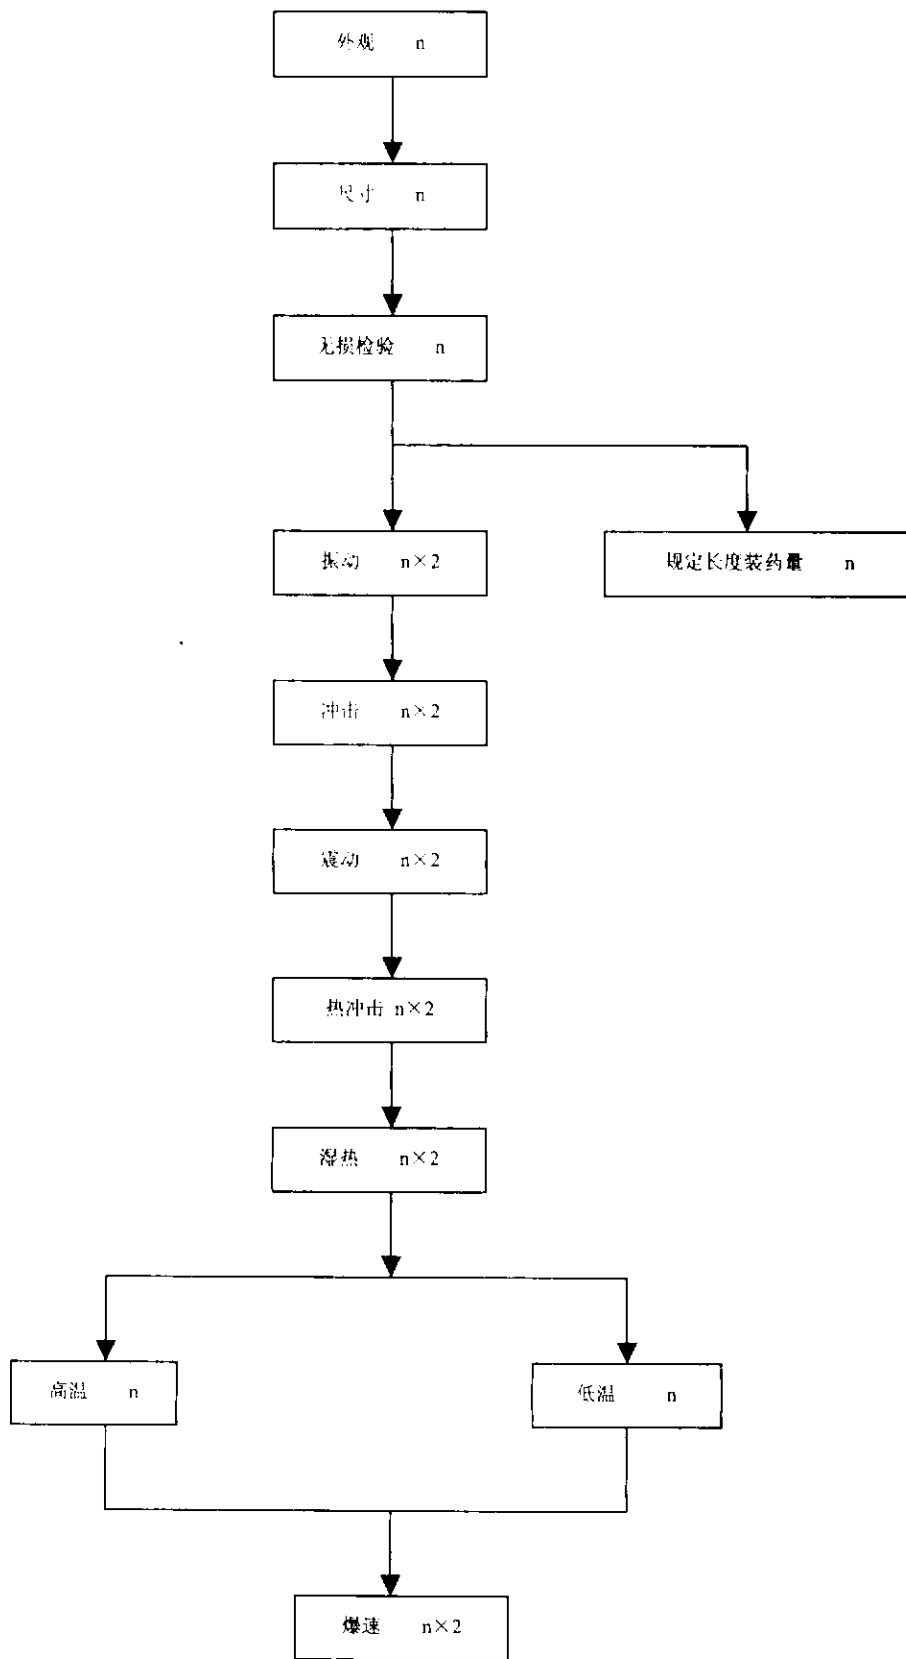 外观 n
尺寸 n
无损检验 n
振动 n×2
规定长度装药量 n
冲击 n×2
震动 n×2
热冲击 n×2
湿热 n×2
高温 n
低温 n
爆速 n×2